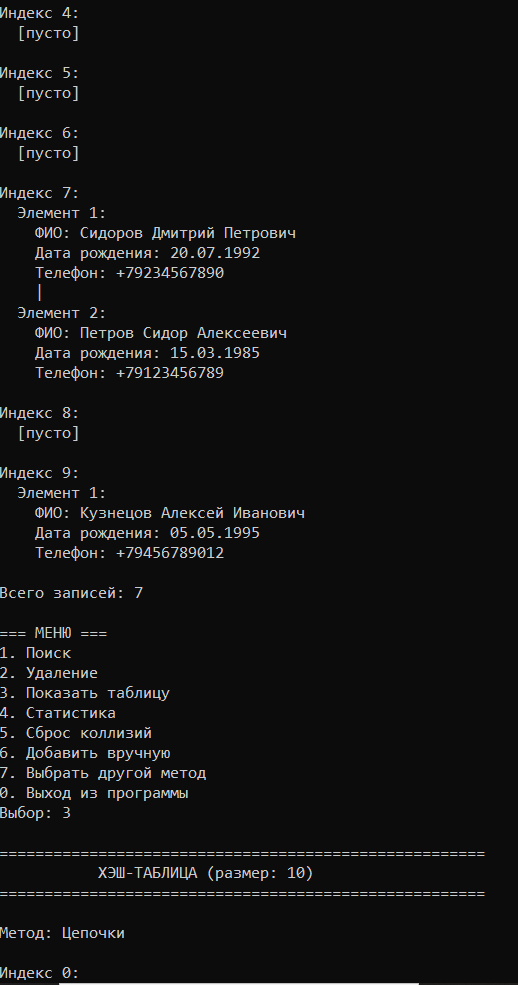 Индекс 4:
[пусто]
Индекс 5:
[пусто]
Индекс 6:
[пусто]
Индекс 7:
Элемент 1:
ФИО: Сидоров Дмитрий Петрович
Дата рождения: 20.07.1992
Телефон: +79234567890
|
Элемент 2:
ФИО: Петров Сидор Алексеевич
Дата рождения: 15.03.1985
Телефон: +79123456789
Индекс 8:
[пусто]
Индекс 9:
Элемент 1:
ФИО: Кузнецов Алексей Иванович
Дата рождения: 05.05.1995
Телефон: +79456789012
Всего записей: 7
=== МЕНЮ ===
1. Поиск
2. Удаление
3. Показать таблицу
4. Статистика
5. Сброс коллизий
6. Добавить вручную
7. Выбрать другой метод
0. Выход из программы
Выбор: 3
======================================================
ХЭШ-ТАБЛИЦА (размер: 10)
======================================================
Метод: Цепочки
Индекс 0: